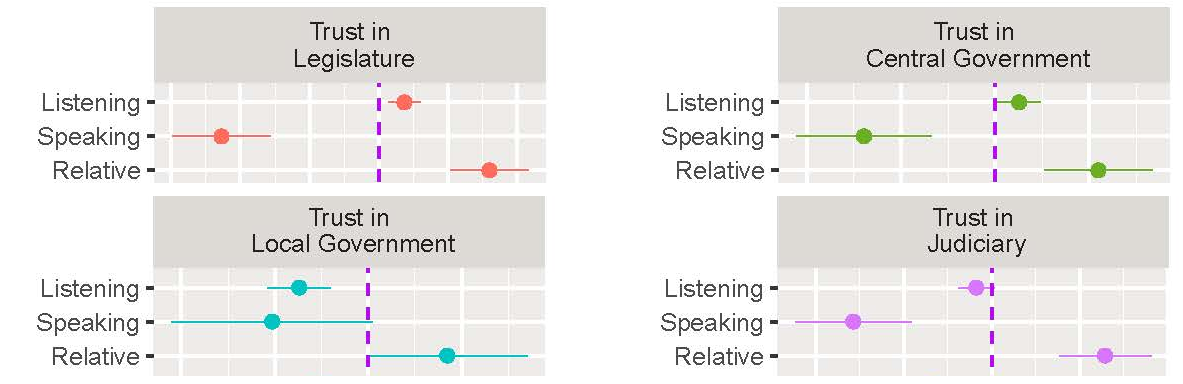 Trust in
Legislature
Listening
Speaking
Relative
Trust in
Central Government
Listening
Speaking
Relative
Trust in
Local Government
Listening
Speaking
Relative
Trust in
Judiciary
Listening
Speaking
Relative